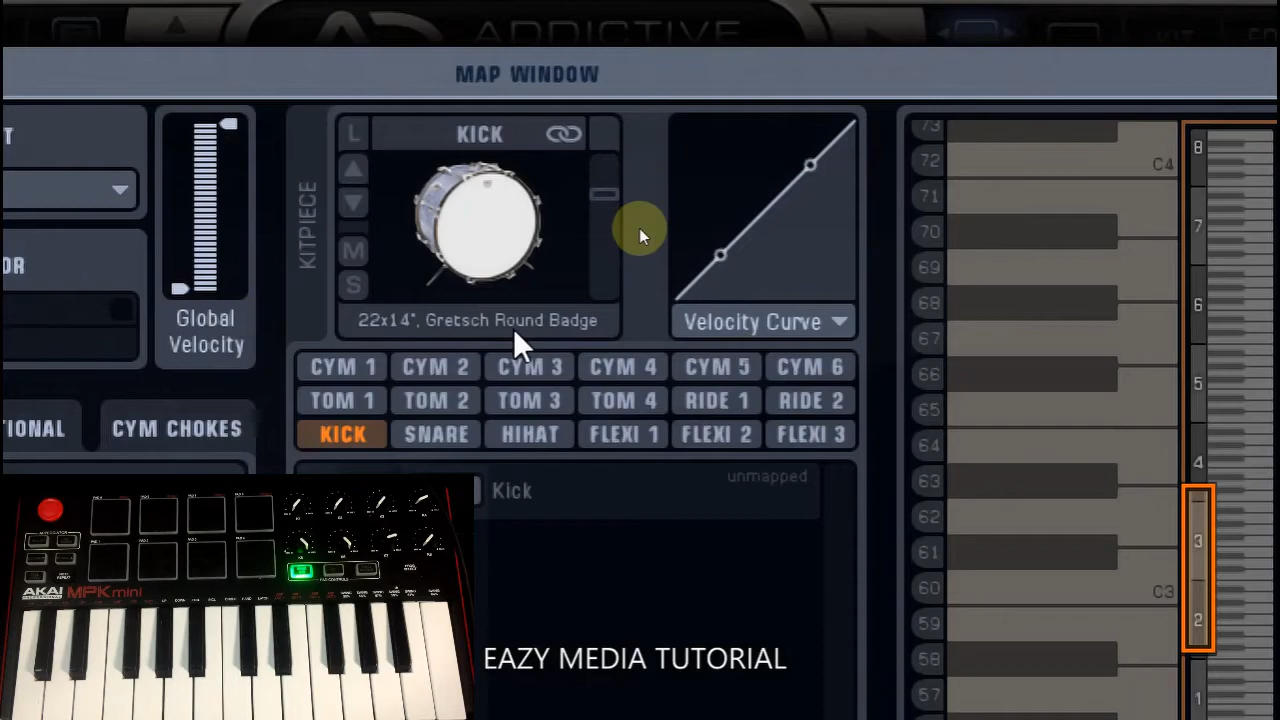 ADDICTIVE
MAP WINDOW
T
OR
Global
Velocity
IONAL
CYM CHOKES
KITPIECE
L
KICK
M
S
22x14", Gretsch Round Badge
Velocity Curve
CYM 1 CYM 2 CYM 3 CYM 4 CYM 5 CYM 6
TOM 1 TOM 2 TOM 3 TOM 4 RIDE 1 RIDE 2
KICK SNARE HIHAT FLEXI 1 FLEXI 2 FLEXI 3
Kick
unmapped
73
72 C4
71
70
69
68
67
66
65
64
63
62
61
60 C3
59
58
57
8
7
6
5
4
3
2
1
AKAI MPK mini
EAZY MEDIA TUTORIAL